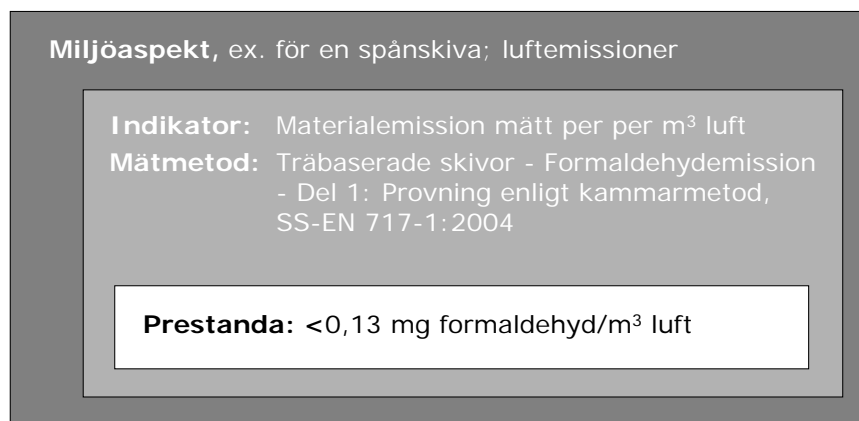 Miljöaspekt, ex. för en spånskiva; luftemissioner
Indikator: Materialemission mätt per per m³ luft
Mätmetod: Träbaserade skivor - Formaldehydemission
- Del 1: Provning enligt kammarmetod,
SS-EN 717-1:2004
Prestanda: <0,13 mg formaldehyd/m³ luft